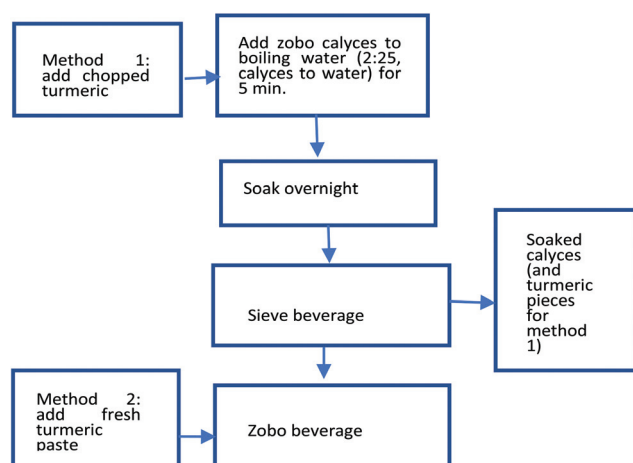 Method 1:
add chopped
turmeric
Add zobo calyces to
boiling water (2:25,
calyces to water) for
5 min.
Soak overnight
Sieve beverage
Soaked
calyces
(and
turmeric
pieces
for
method
1)
Method 2:
add fresh
turmeric
paste
Zobo beverage